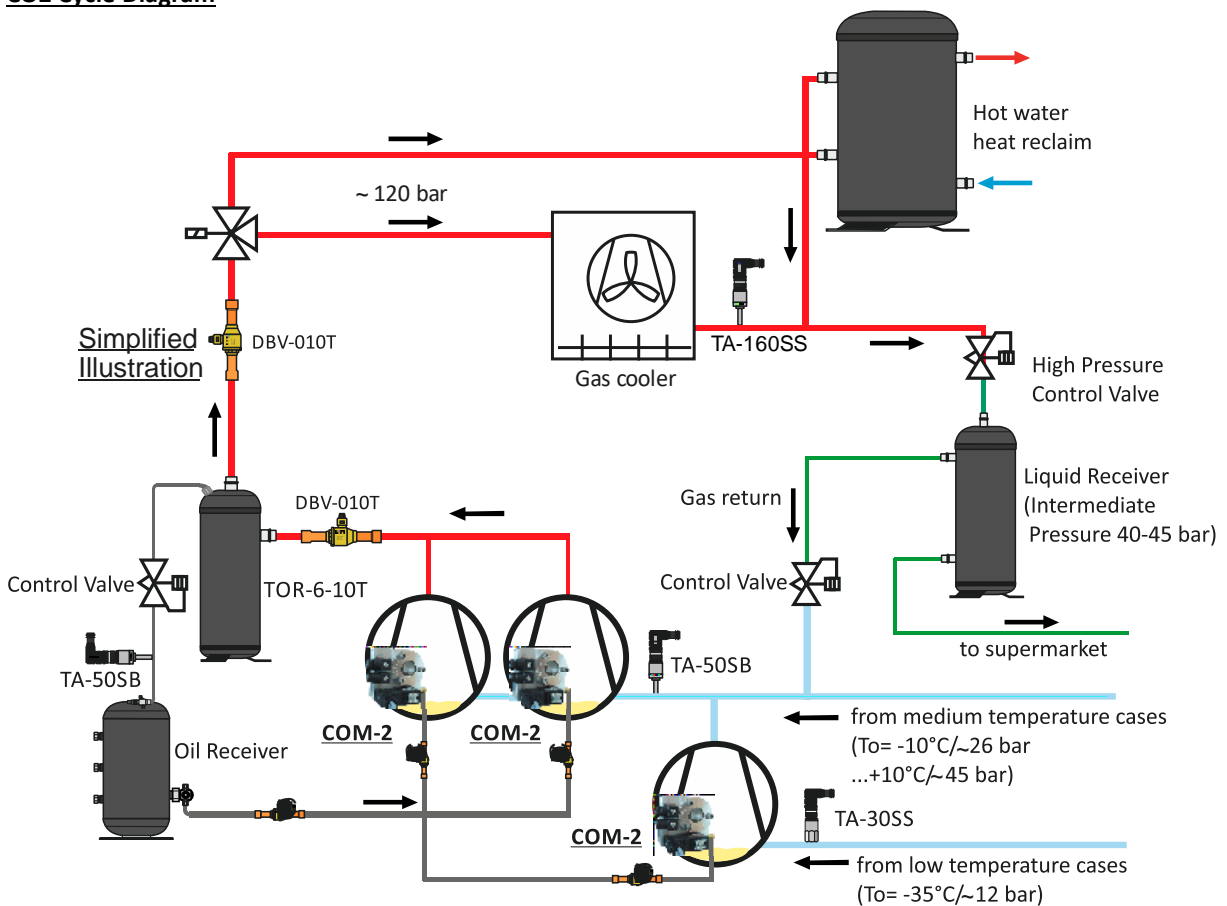 CO2 Cycle Diagram
Hot water
heat reclaim
~ 120 bar
Simplified
Illustration
DBV-010T
TA-160SS
Gas cooler
High Pressure
Control Valve
DBV-010T
Gas return
Liquid Receiver
(Intermediate
Pressure 40-45 bar)
Control Valve
TOR-6-10T
Control Valve
to supermarket
TA-50SB
TA-50SB
COM-2
COM-2
from medium temperature cases
(To= -10°C/~26 bar
...+10°C/~45 bar)
Oil Receiver
COM-2
TA-30SS
from low temperature cases
(To= -35°C/~12 bar)